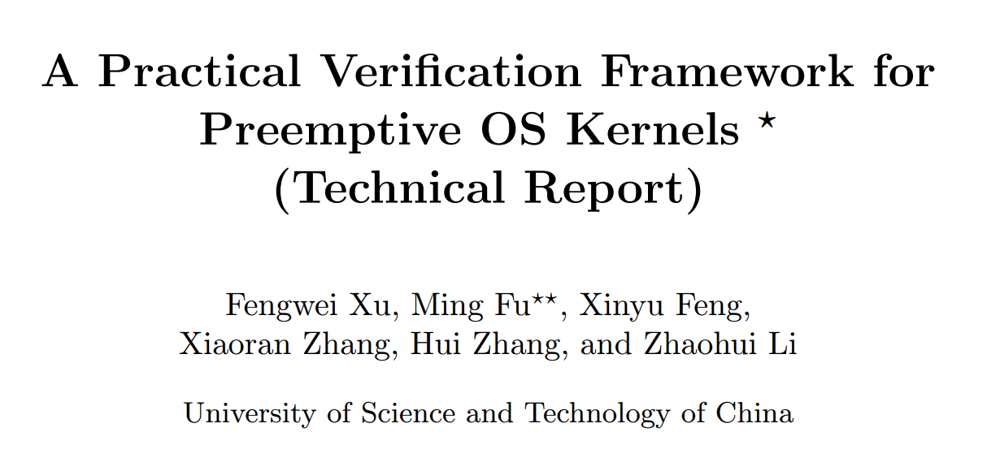 A Practical Verification Framework for
Preemptive OS Kernels ⋆
(Technical Report)
Fengwei Xu, Ming Fu⋆⋆, Xinyu Feng,
Xiaoran Zhang, Hui Zhang, and Zhaohui Li
University of Science and Technology of China